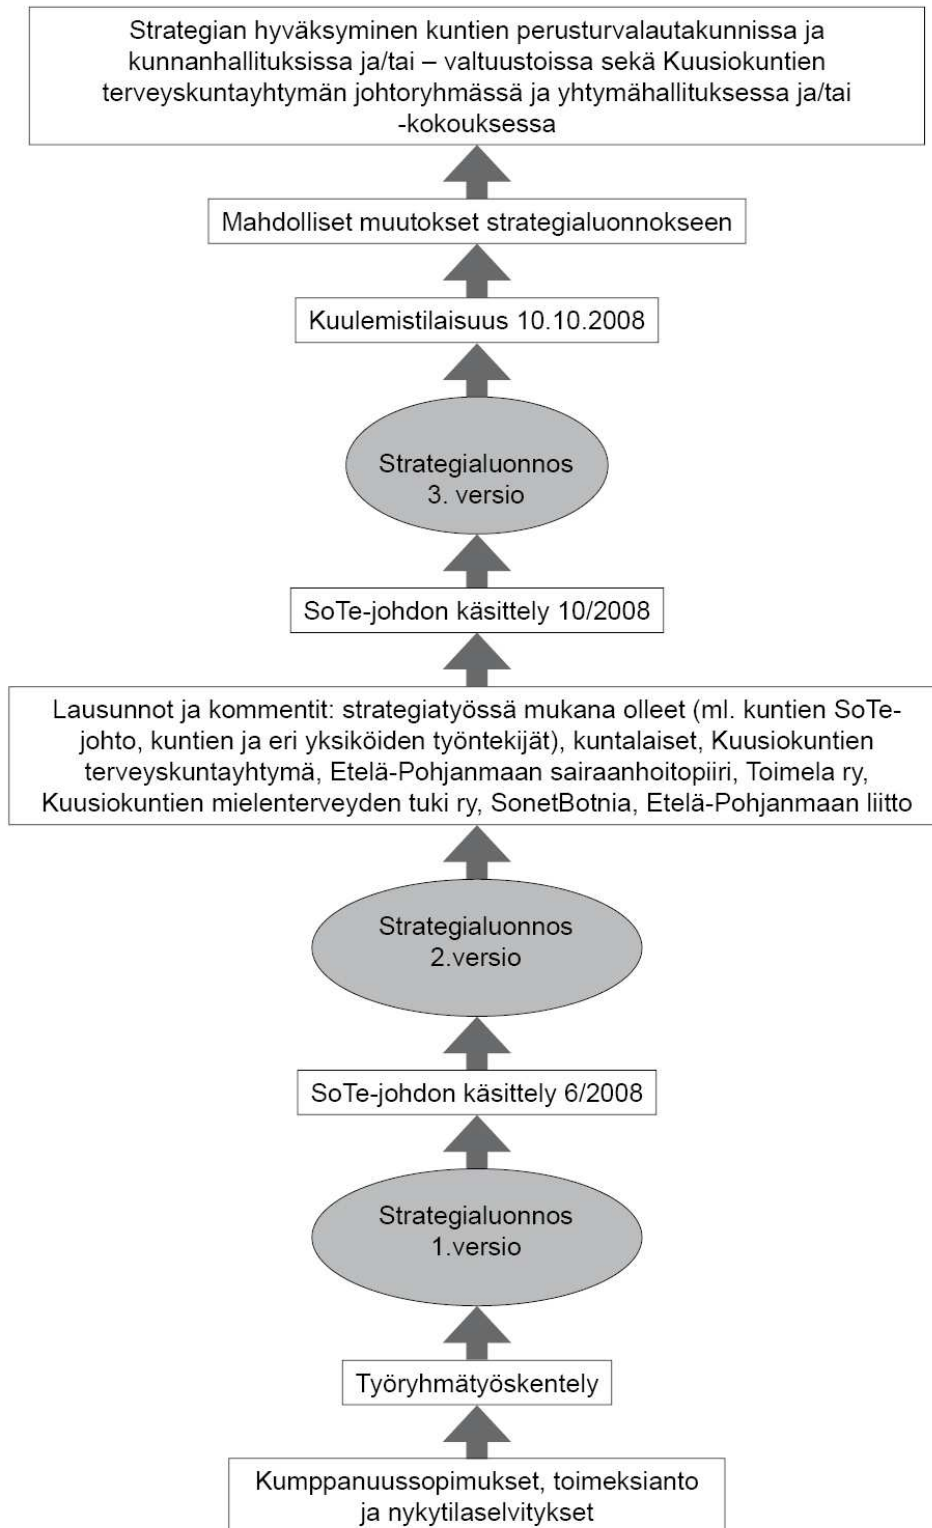 Strategian hyväksyminen kuntien perusturvalautakunnissa ja
kunnanhallituksissa ja/tai – valtuustoissa sekä Kuusiokuntien
terveyskuntayhtymän johtoryhmässä ja yhtymähallituksessa ja/tai
-kokouksessa
Mahdolliset muutokset strategialuonnokseen
Kuulemistilaisuus 10.10.2008
Strategialuonnos
3. versio
SoTe-johdon käsittely 10/2008
Lausunnot ja kommentit: strategiatyössä mukana olleet (ml. kuntien SoTe-
johto, kuntien ja eri yksiköiden työntekijät), kuntalaiset, Kuusiokuntien
terveyskuntayhtymä, Etelä-Pohjanmaan sairaanhoitopiiri, Toimela ry,
Kuusiokuntien mielenterveyden tuki ry, SonetBotnia, Etelä-Pohjanmaan liitto
Strategialuonnos
2.versio
SoTe-johdon käsittely 6/2008
Strategialuonnos
1.versio
Työryhmätyöskentely
Kumppanuussopimukset, toimeksianto
ja nykytilaselvitykset